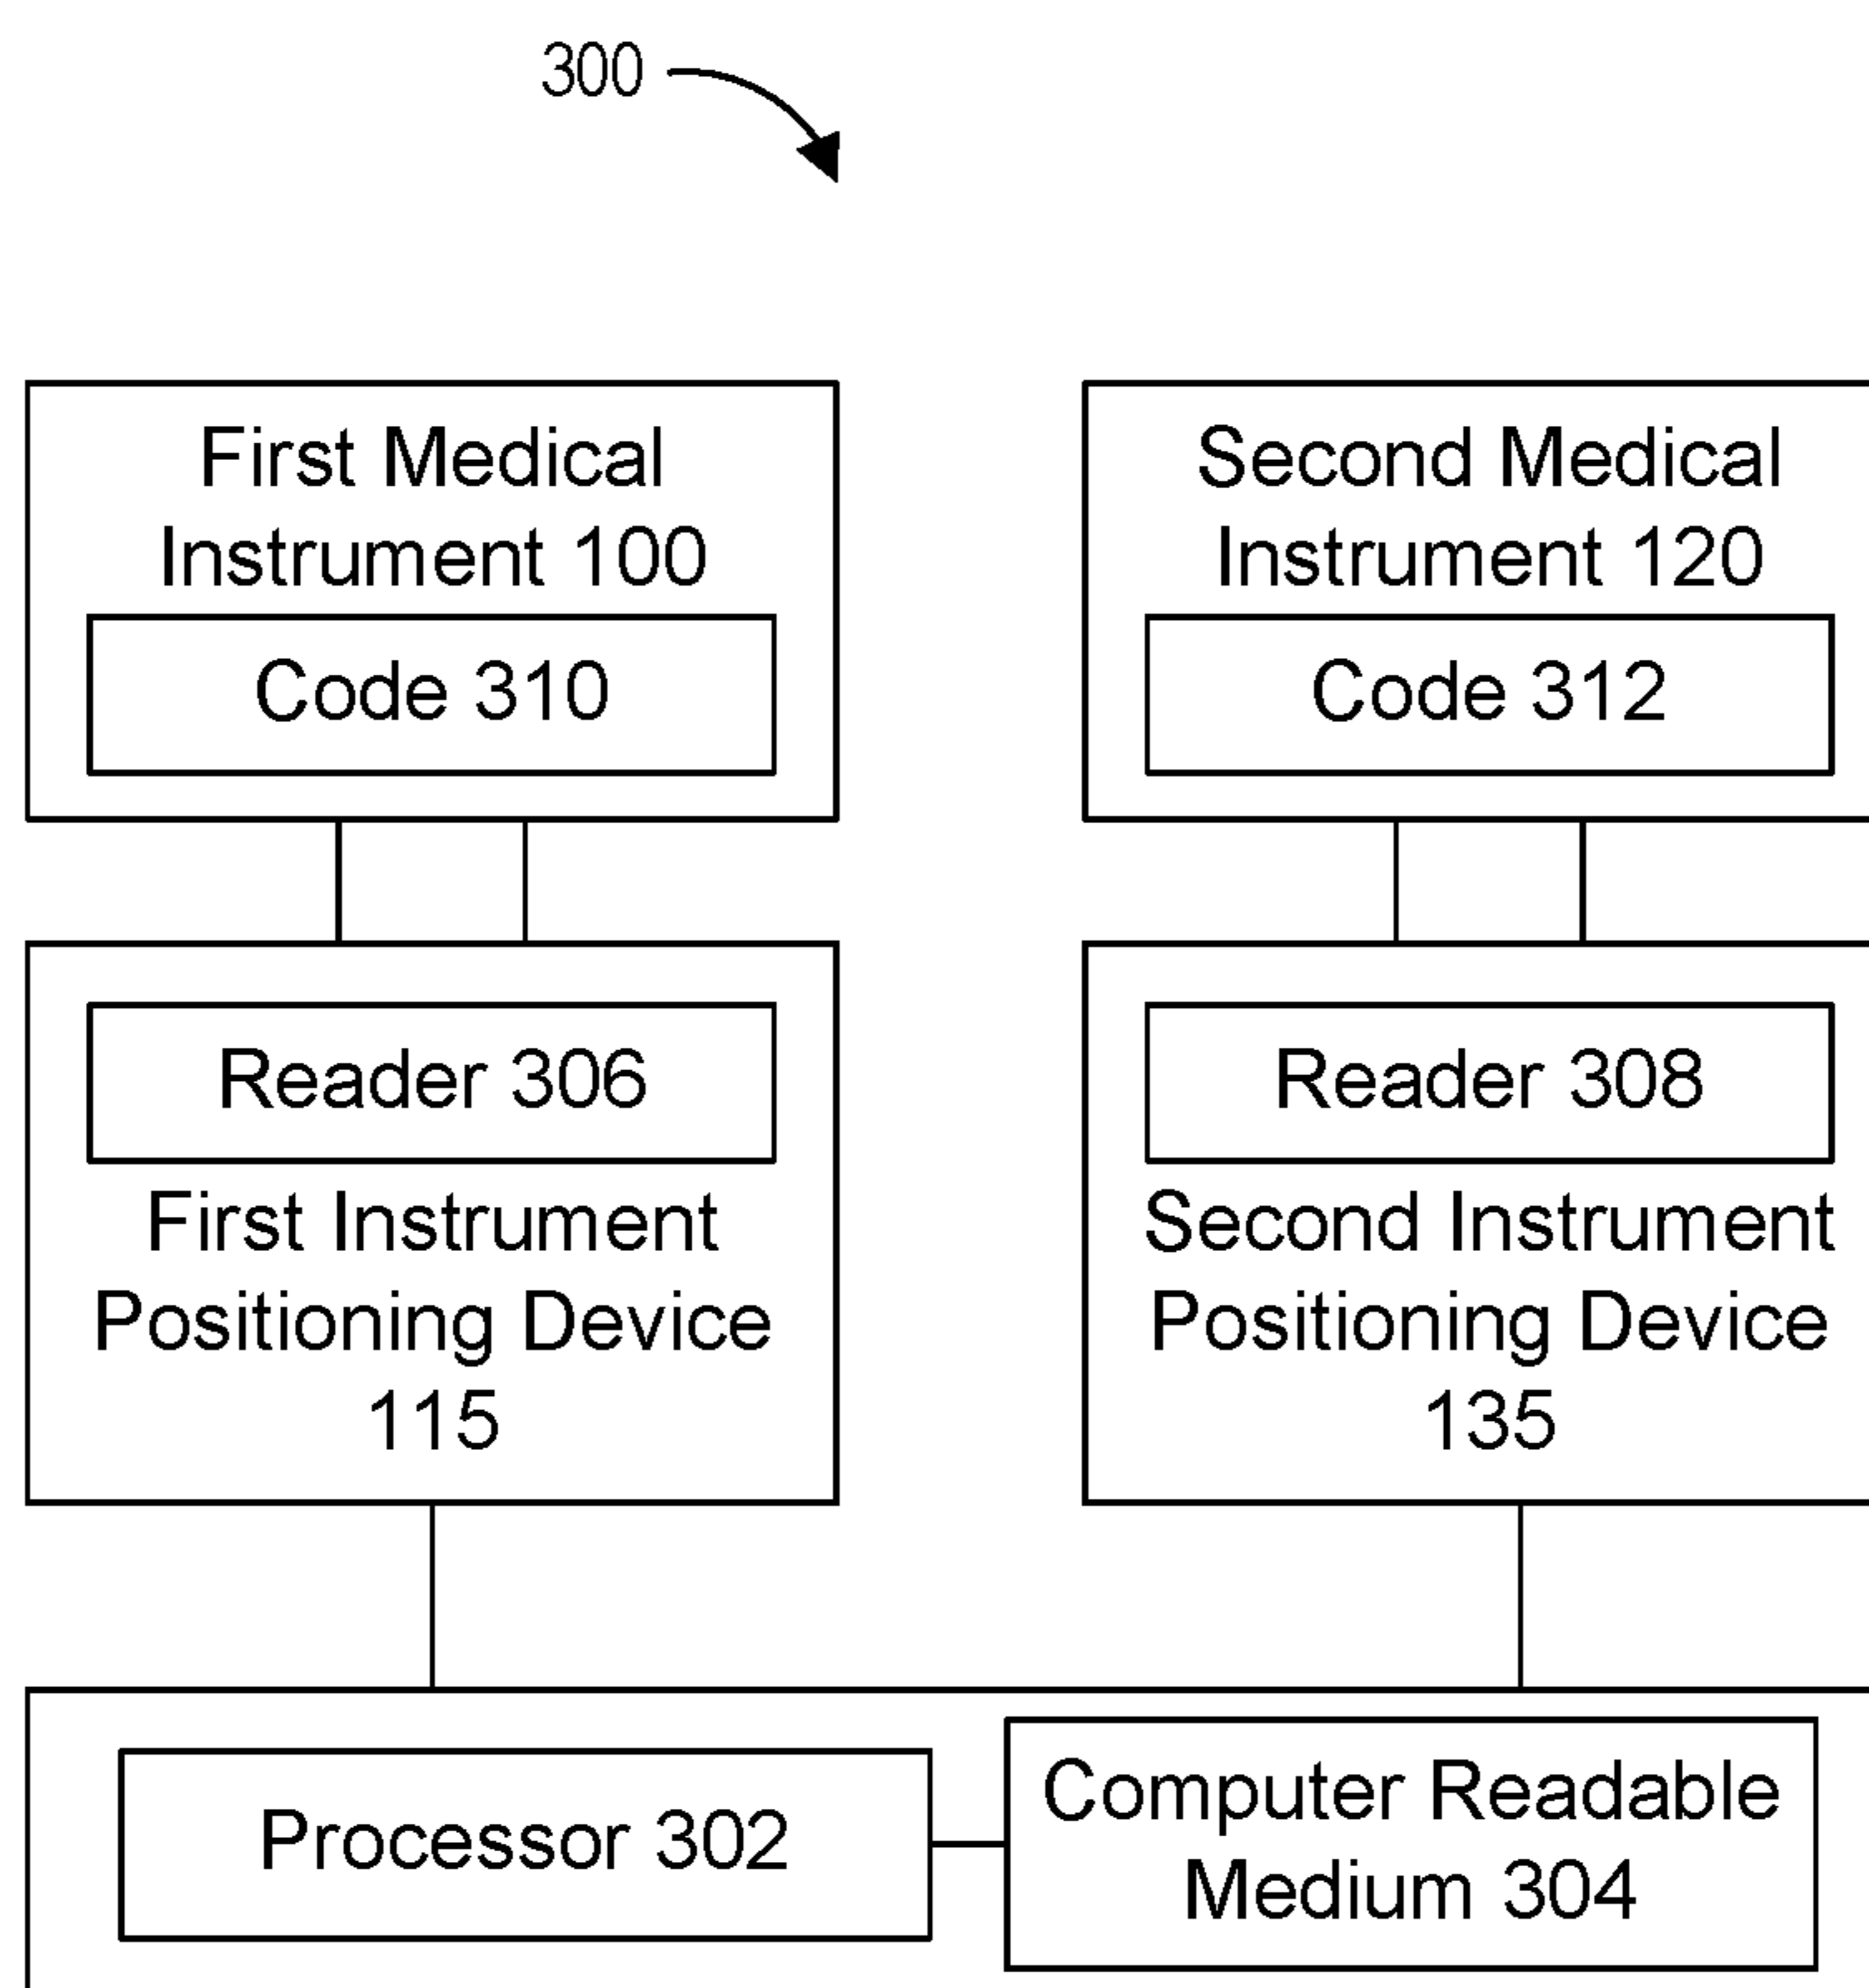 300
First Medical
Instrument 100
Code 310
Second Medical
Instrument 120
Code 312
Reader 306
First Instrument
Positioning Device
115
Reader 308
Second Instrument
Positioning Device
135
Processor 302
Computer Readable
Medium 304